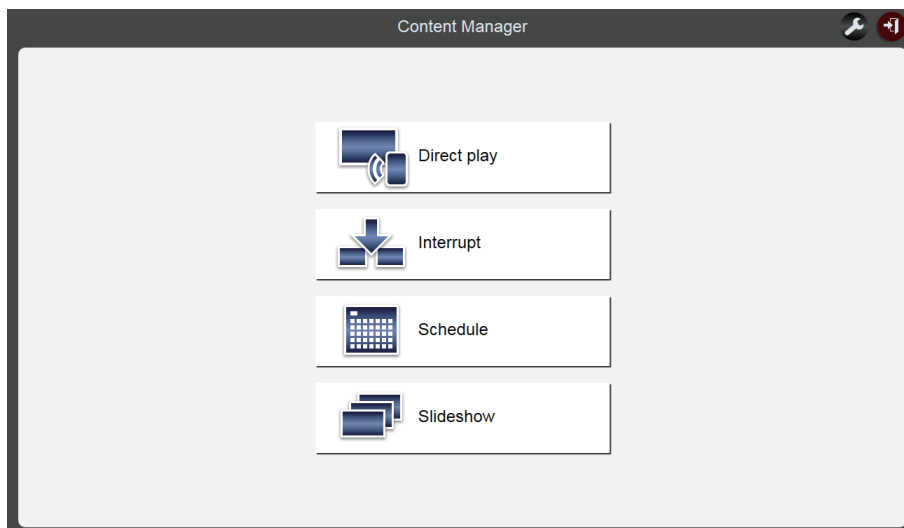 Content Manager
Direct play
Interrupt
Schedule
Slideshow